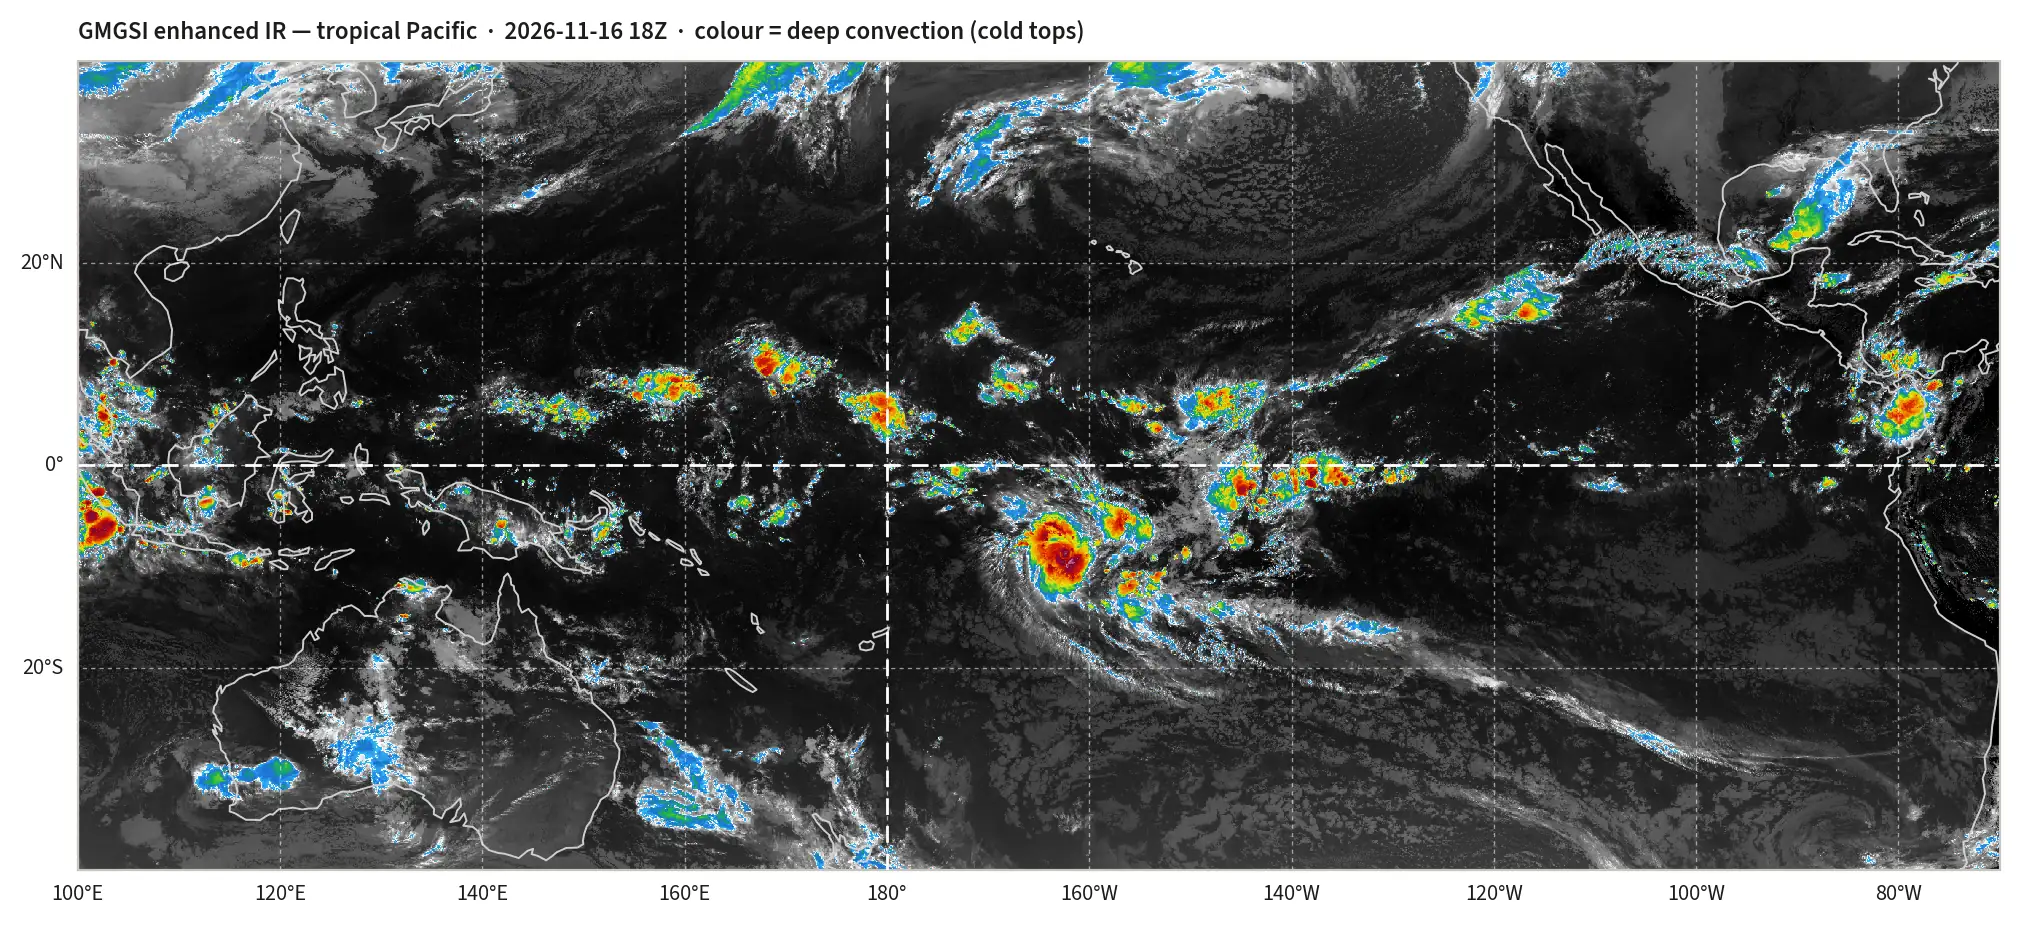 GMGSI enhanced IR — tropical Pacific · 2026-11-16 18Z · colour = deep convection (cold tops)
20°N
0°
20°S
100°E 120°E 140°E 160°E 180° 160°W 140°W 120°W 100°W 80°W